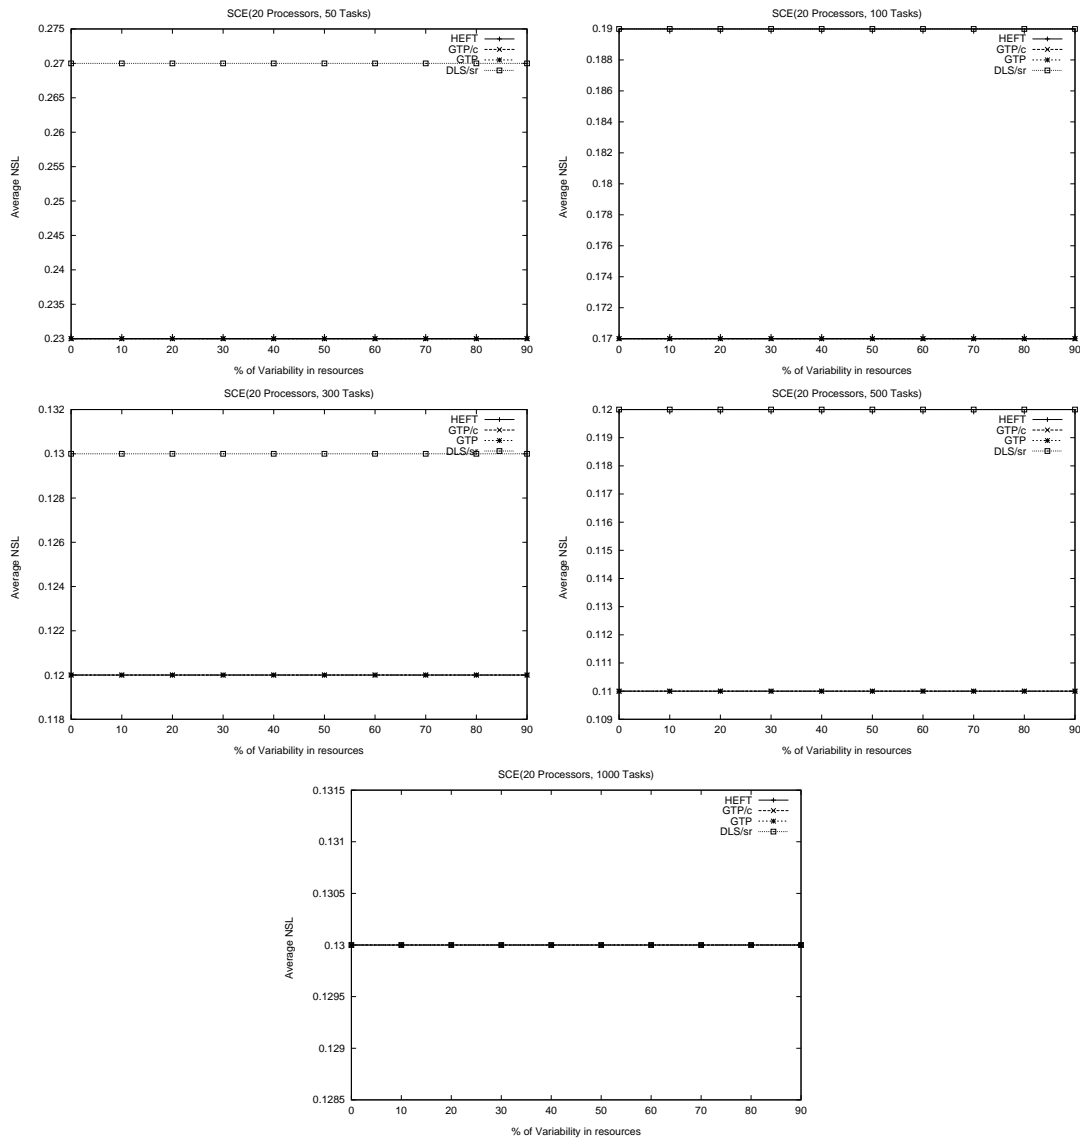 SCE(20 Processors, 50 Tasks)
0.275
0.27
0.265
0.26
0.255
0.25
0.245
0.24
0.235
0.23
Average NSL
HEFT
GTP/c
GTP
DLS/sr
0 10 20 30 40 50 60 70 80 90
% of Variability in resources
SCE(20 Processors, 100 Tasks)
0.19
0.188
0.186
0.184
0.182
0.18
0.178
0.176
0.174
0.172
0.17
Average NSL
HEFT
GTP/c
GTP
DLS/sr
0 10 20 30 40 50 60 70 80 90
% of Variability in resources
SCE(20 Processors, 300 Tasks)
0.132
0.13
0.128
0.126
0.124
0.122
0.12
0.118
Average NSL
HEFT
GTP/c
GTP
DLS/sr
0 10 20 30 40 50 60 70 80 90
% of Variability in resources
SCE(20 Processors, 500 Tasks)
0.12
0.119
0.118
0.117
0.116
0.115
0.114
0.113
0.112
0.111
0.11
0.109
Average NSL
HEFT
GTP/c
GTP
DLS/sr
0 10 20 30 40 50 60 70 80 90
% of Variability in resources
SCE(20 Processors, 1000 Tasks)
0.1315
0.131
0.1305
0.13
0.1295
0.129
0.1285
Average NSL
HEFT
GTP/c
GTP
DLS/sr
0 10 20 30 40 50 60 70 80 90
% of Variability in resources